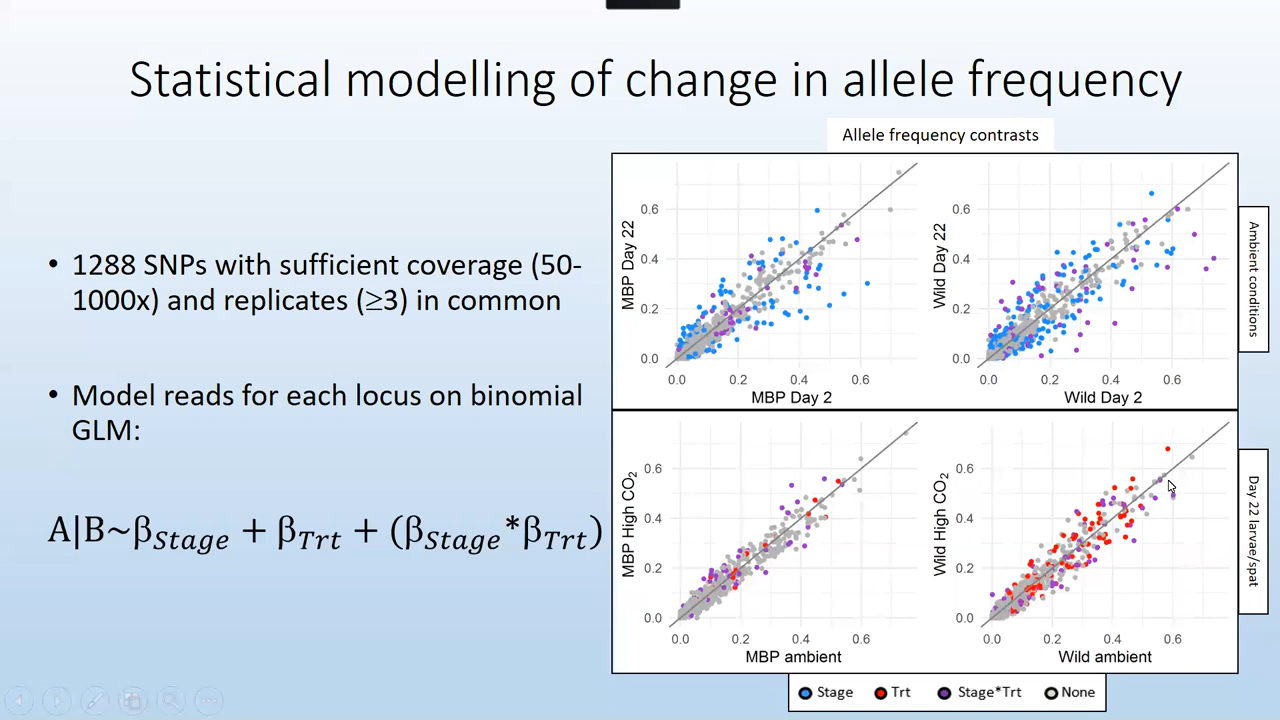 Statistical modelling of change in allele frequency
Allele frequency contrasts
• 1288 SNPs with sufficient coverage (50-
1000x) and replicates (≥3) in common
• Model reads for each locus on binomial
GLM:
A|B~β_Stage + β_Trt + (β_Stage*β_Trt)
MBP Day 22
0.6
0.4
0.2
0.0
0.0 0.2 0.4 0.6
MBP Day 2
Wild Day 22
0.6
0.4
0.2
0.0
0.0 0.2 0.4 0.6
Wild Day 2
Ambient conditions
MBP High CO₂
0.6
0.4
0.2
0.0
0.0 0.2 0.4 0.6
MBP ambient
Wild High CO₂
0.6
0.4
0.2
0.0
0.0 0.2 0.4 0.6
Wild ambient
Day 22 larvae/spat
Stage Trt Stage*Trt None